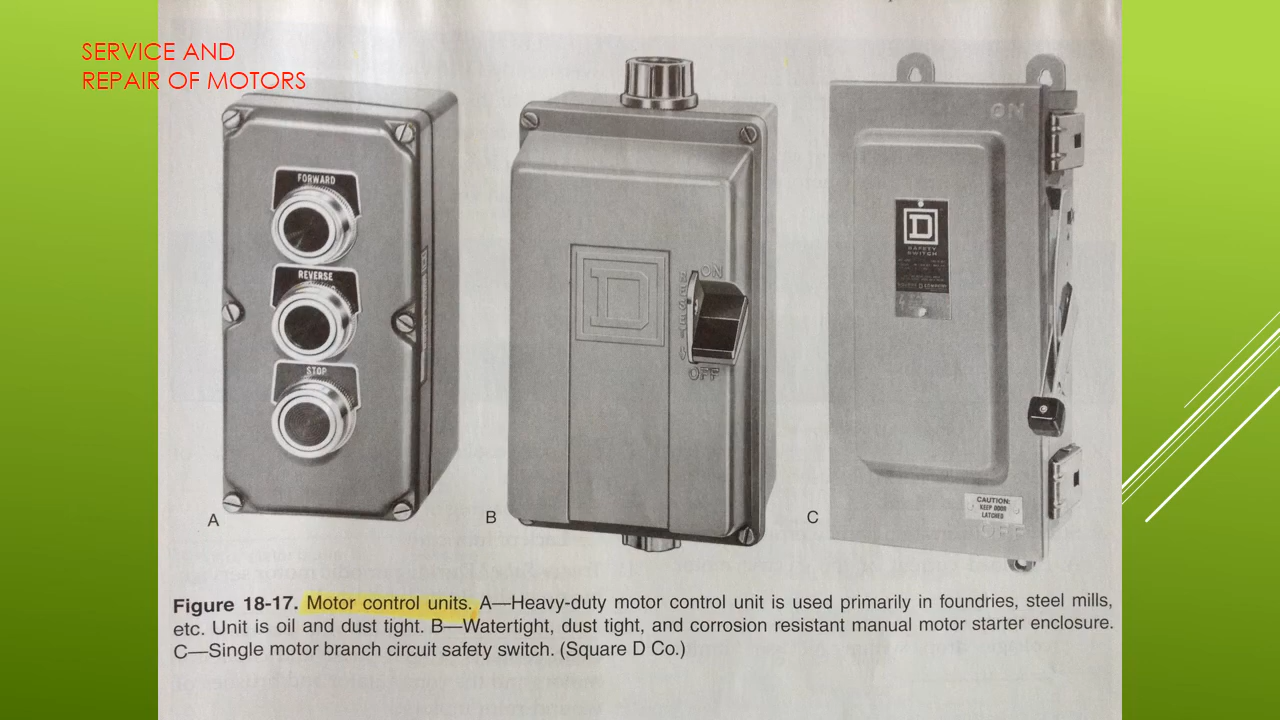 SERVICE AND
REPAIR OF MOTORS
FORWARD
REVERSE
STOP
A
D
ON
RESET
OFF
B
ON
D
SAFETY
SWITCH
CAUTION:
KEEP DOOR
LATCHED
OFF
C
Figure 18-17. Motor control units. A—Heavy-duty motor control unit is used primarily in foundries, steel mills,
etc. Unit is oil and dust tight. B—Watertight, dust tight, and corrosion resistant manual motor starter enclosure.
C—Single motor branch circuit safety switch. (Square D Co.)